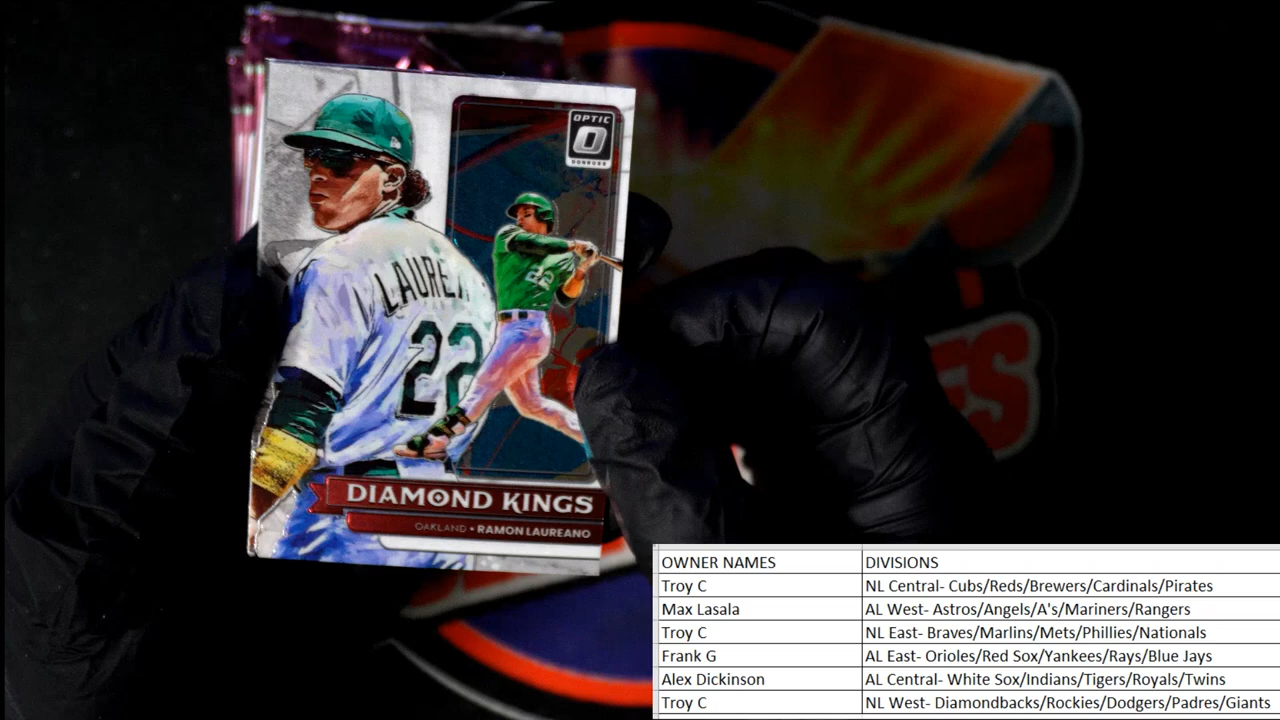 OPTIC
O
DONRUSS
LAURE
22
22
DIAMOND KINGS
OAKLAND • RAMON LAUREANO
ES
OWNER NAMES DIVISIONS
Troy C NL Central- Cubs/Reds/Brewers/Cardinals/Pirates
Max Lasala AL West- Astros/Angels/A's/Mariners/Rangers
Troy C NL East- Braves/Marlins/Mets/Phillies/Nationals
Frank G AL East- Orioles/Red Sox/Yankees/Rays/Blue Jays
Alex Dickinson AL Central- White Sox/Indians/Tigers/Royals/Twins
Troy C NL West- Diamondbacks/Rockies/Dodgers/Padres/Giants